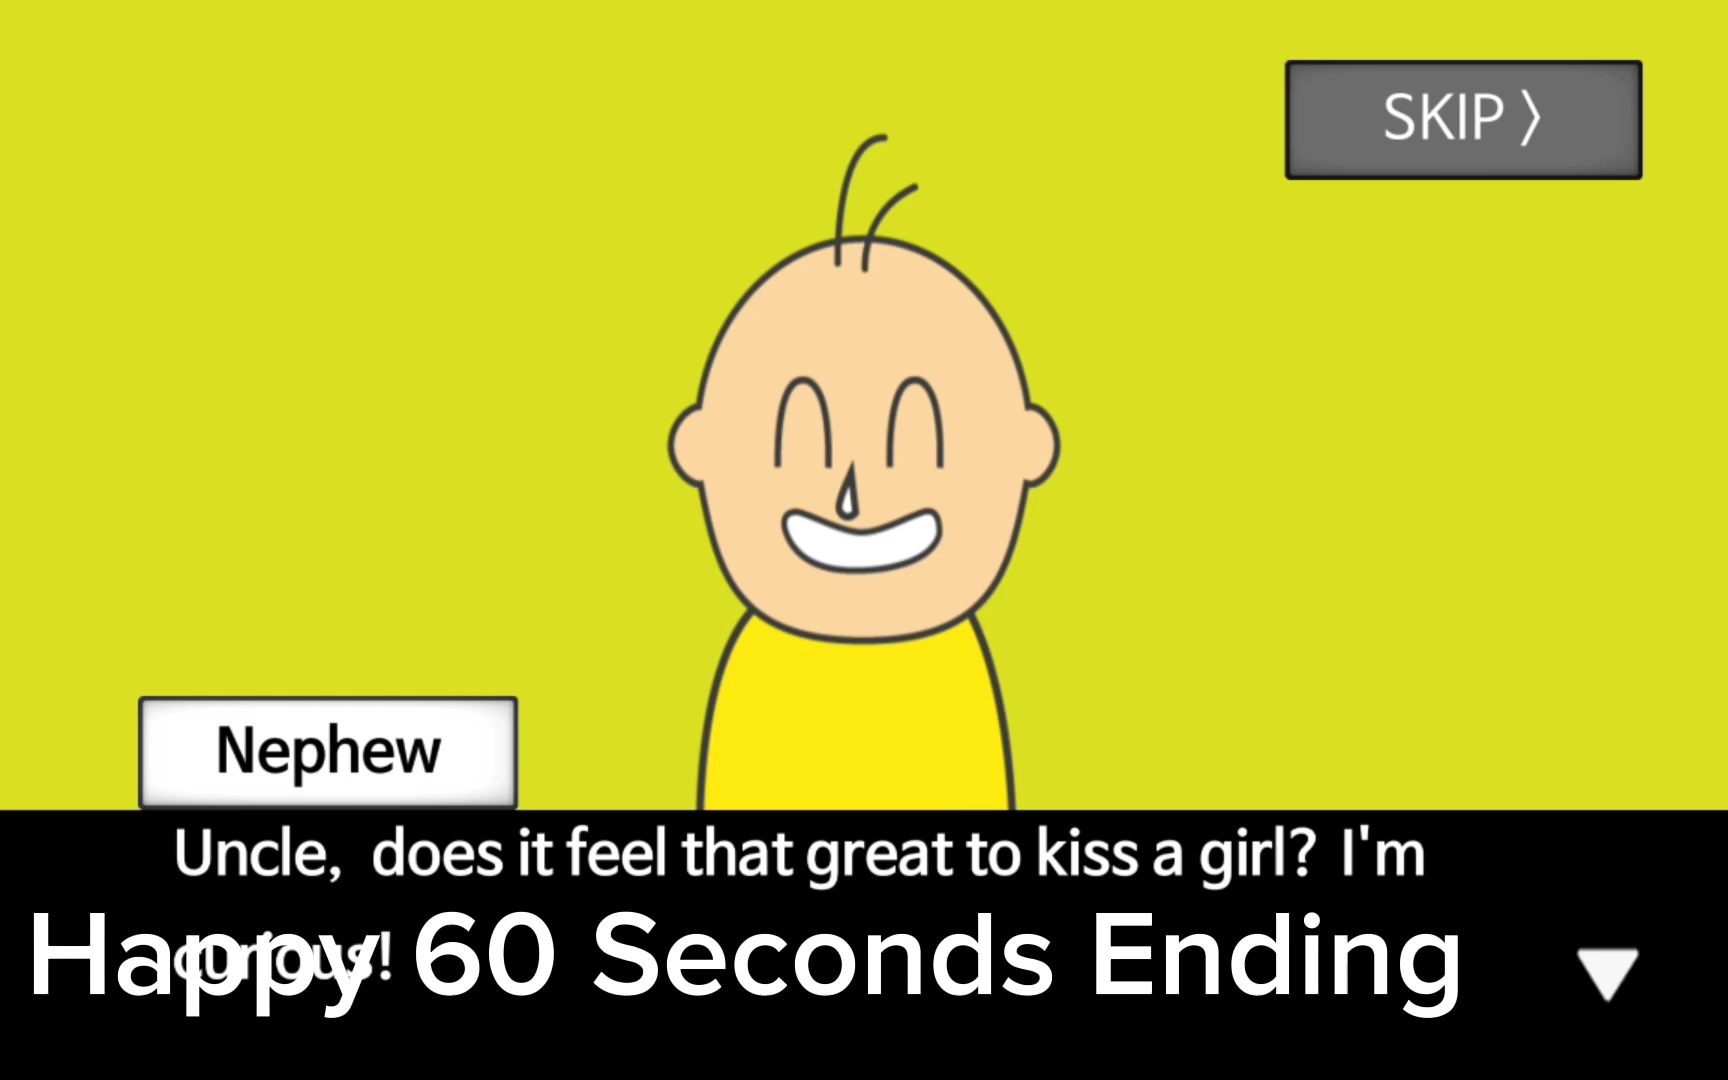 SKIP 〉
Nephew
Uncle, does it feel that great to kiss a girl? I'm
curious!
Happy 60 Seconds Ending